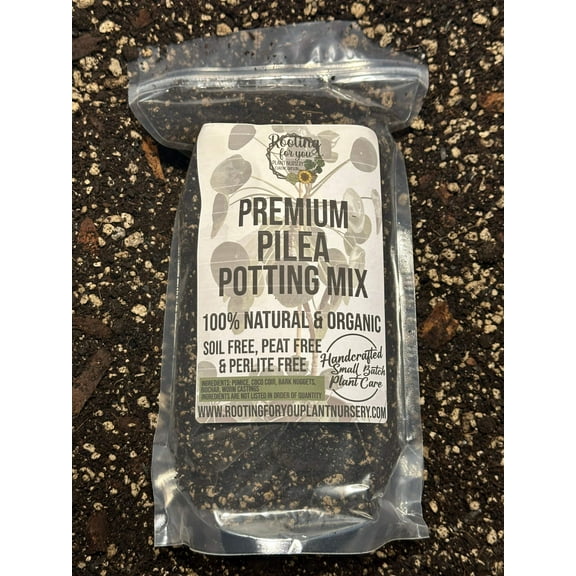 Rooting
for you
PLANT NURSERY
PREMIUM
PILEA
POTTING MIX
100% NATURAL & ORGANIC
SOIL FREE, PEAT FREE
& PERLITE FREE
Handcrafted
Small Batch
Plant Care
INGREDIENTS: PUMICE, COCO COIR, BARK NUGGETS,
BIOCHAR, WORM CASTINGS
INGREDIENTS ARE NOT LISTED IN ORDER OF QUANTITY
WWW.ROOTINGFORYOUPLANTNURSERY.COM